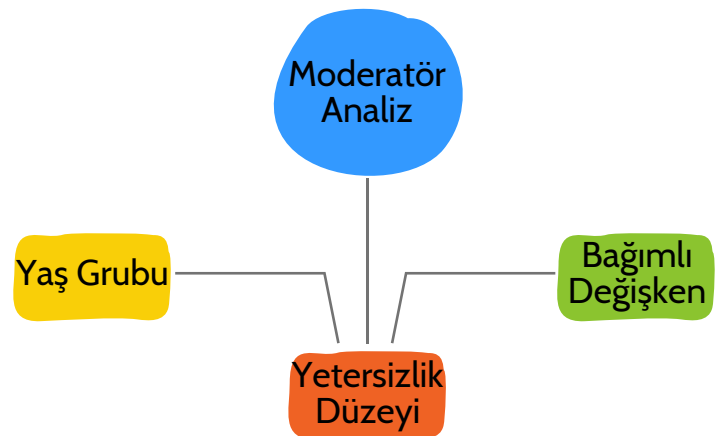 Moderatör
Analiz
Yaş Grubu
Bağımlı
Değişken
Yetersizlik
Düzeyi